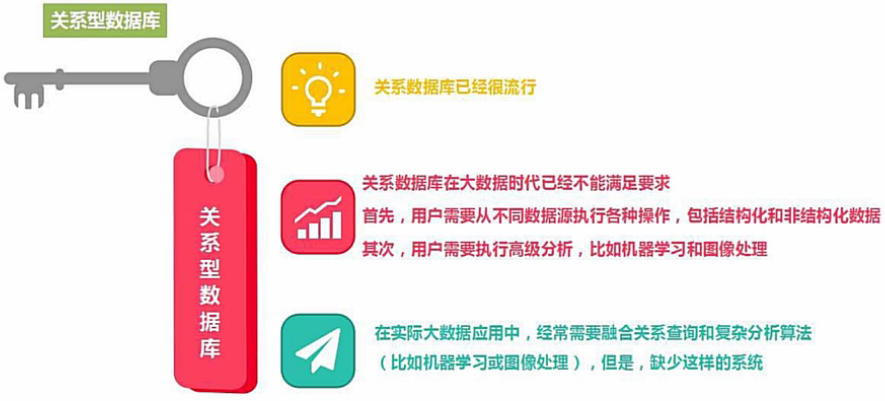 关系型数据库
关系数据库已经很流行
关系型数据库
关系数据库在大数据时代已经不能满足要求
首先，用户需要从不同数据源执行各种操作，包括结构化和非结构化数据
其次，用户需要执行高级分析，比如机器学习和图像处理
在实际大数据应用中，经常需要融合关系查询和复杂分析算法
（比如机器学习或图像处理），但是，缺少这样的系统